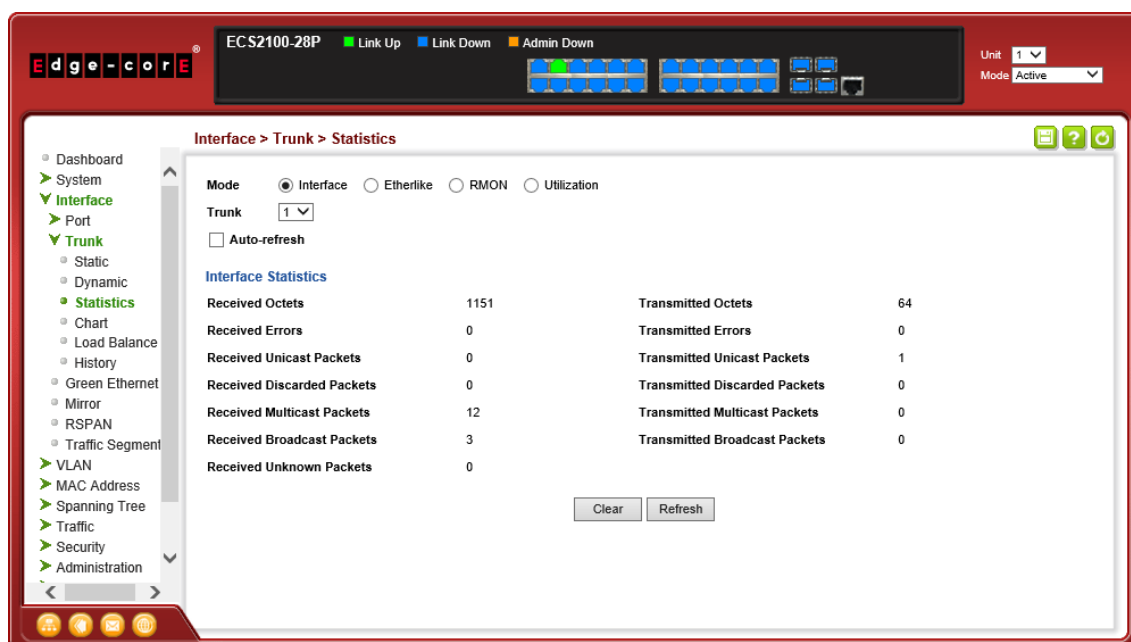 Edge-corE®
ECS2100-28P Link Up Link Down Admin Down
Unit 1
Mode Active
Interface > Trunk > Statistics
Dashboard
System
Interface
Port
Trunk
Static
Dynamic
Statistics
Chart
Load Balance
History
Green Ethernet
Mirror
RSPAN
Traffic Segment
VLAN
MAC Address
Spanning Tree
Traffic
Security
Administration
Mode Interface Etherlike RMON Utilization
Trunk 1
Auto-refresh
Interface Statistics
Received Octets 1151 Transmitted Octets 64
Received Errors 0 Transmitted Errors 0
Received Unicast Packets 0 Transmitted Unicast Packets 1
Received Discarded Packets 0 Transmitted Discarded Packets 0
Received Multicast Packets 12 Transmitted Multicast Packets 0
Received Broadcast Packets 3 Transmitted Broadcast Packets 0
Received Unknown Packets 0
Clear Refresh